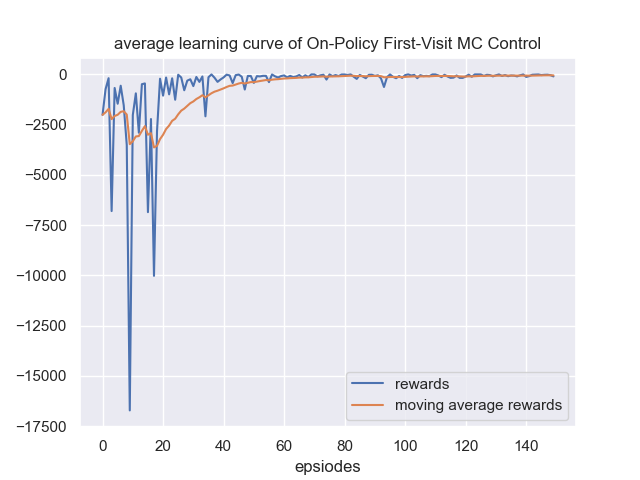 average learning curve of On-Policy First-Visit MC Control
0
−2500
−5000
−7500
−10000
−12500
−15000
−17500
rewards
moving average rewards
0 20 40 60 80 100 120 140
epsiodes